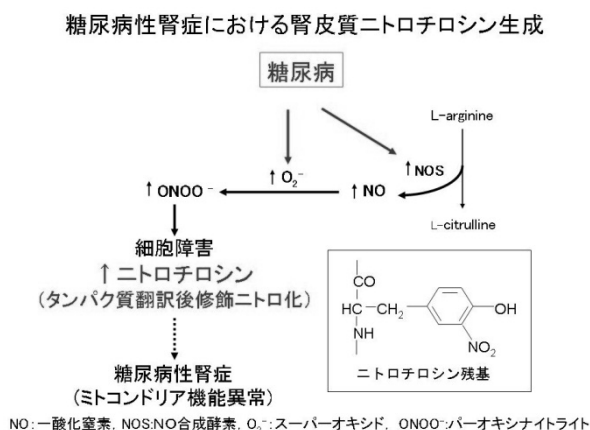 糖尿病性腎症における腎皮質ニトロチロシン生成
糖尿病
L-arginine
↑NOS
↑O₂⁻
↑ONOO⁻
↑NO
L-citrulline
細胞障害
↑ニトロチロシン
(タンパク質翻訳後修飾ニトロ化)
糖尿病性腎症
(ミトコンドリア機能異常)
CO
HC
CH₂
NH
OH
NO₂
ニトロチロシン残基
NO:一酸化窒素, NOS:NO合成酵素, O₂⁻:スーパーオキシド, ONOO⁻:パーオキシナイトライト